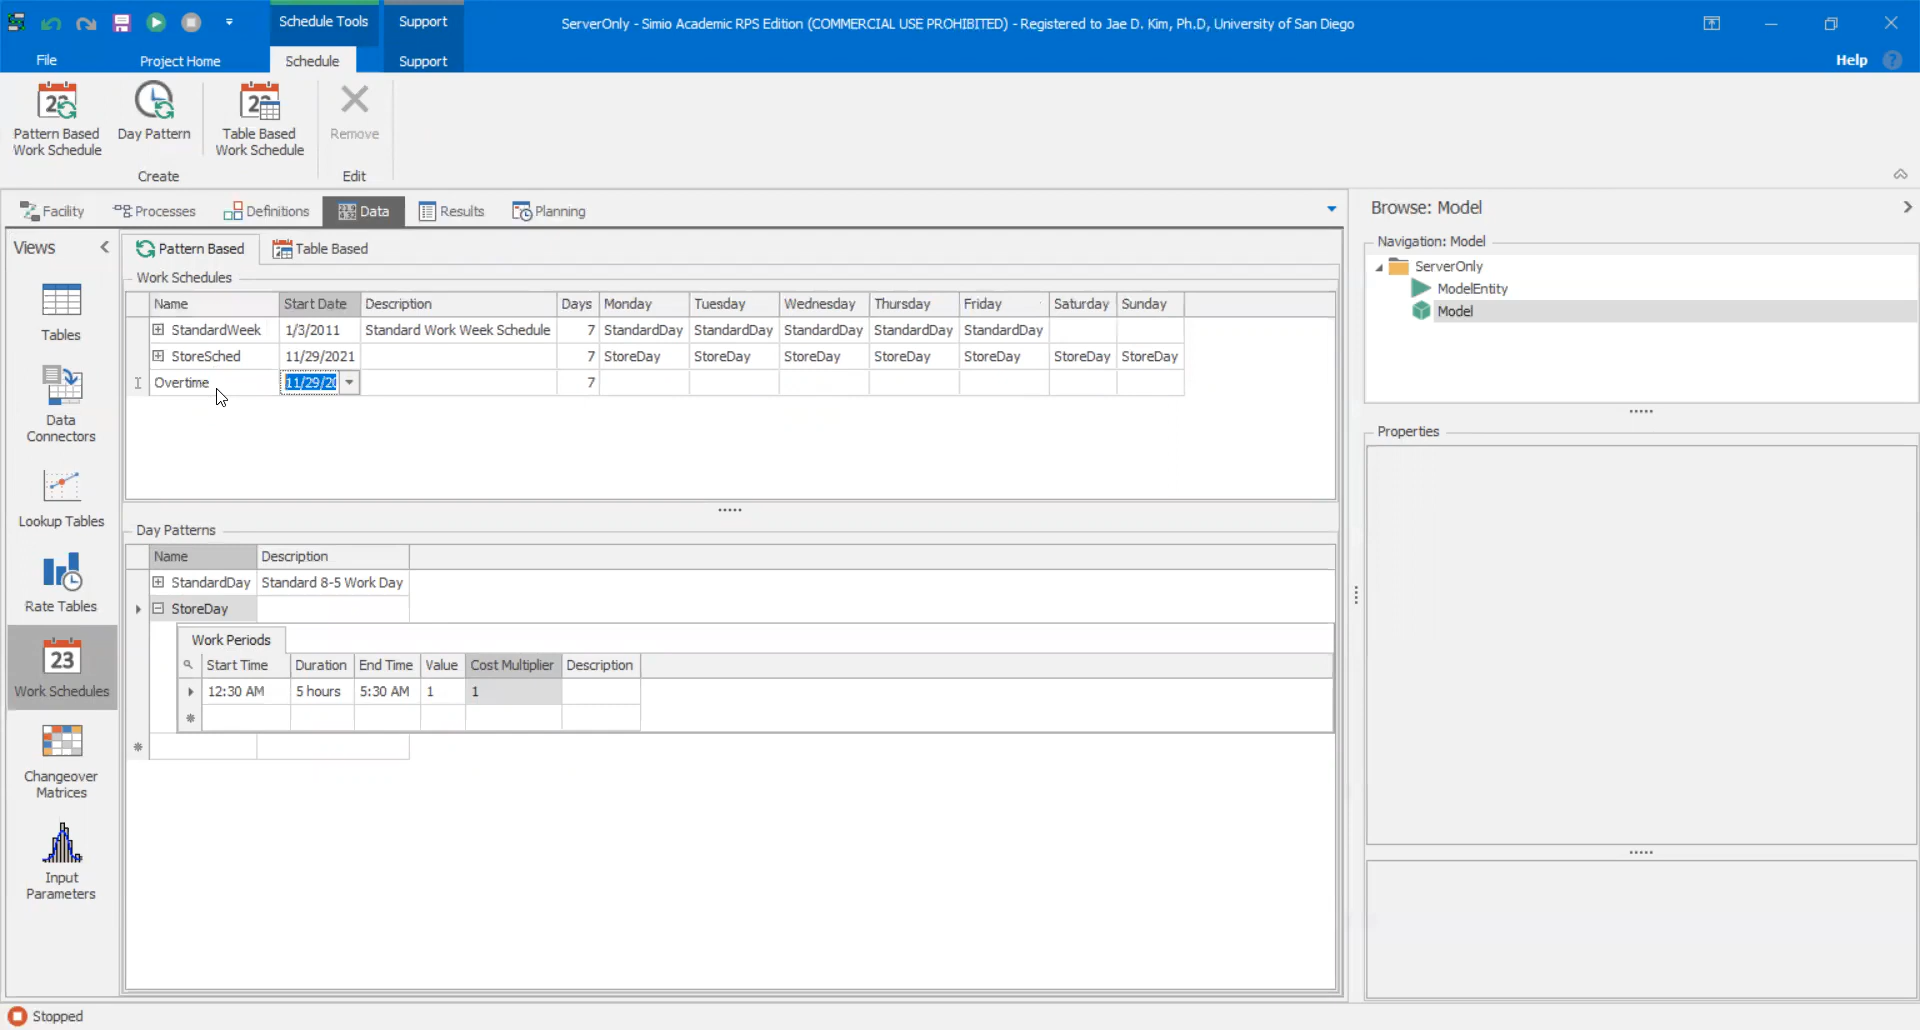 Schedule Tools
Support
ServerOnly - Simio Academic RPS Edition (COMMERCIAL USE PROHIBITED) - Registered to Jae D. Kim, Ph.D, University of San Diego
File
Project Home
Schedule
Support
Help
Pattern Based
Work Schedule
Day Pattern
Table Based
Work Schedule
Remove
Create
Edit
Facility
Processes
Definitions
Data
Results
Planning
Browse: Model
Views
Pattern Based
Table Based
Navigation: Model
ServerOnly
ModelEntity
Model
Properties
Tables
Data
Connectors
Lookup Tables
Rate Tables
23
Work Schedules
Changeover
Matrices
Input
Parameters
Work Schedules
Name Start Date Description Days Monday Tuesday Wednesday Thursday Friday Saturday Sunday
StandardWeek 1/3/2011 Standard Work Week Schedule 7 StandardDay StandardDay StandardDay StandardDay StandardDay
StoreSched 11/29/2021 7 StoreDay StoreDay StoreDay StoreDay StoreDay StoreDay StoreDay
Overtime 11/29/20 7
Day Patterns
Name Description
StandardDay Standard 8-5 Work Day
StoreDay
Work Periods
Start Time Duration End Time Value Cost Multiplier Description
12:30 AM 5 hours 5:30 AM 1 1
Stopped